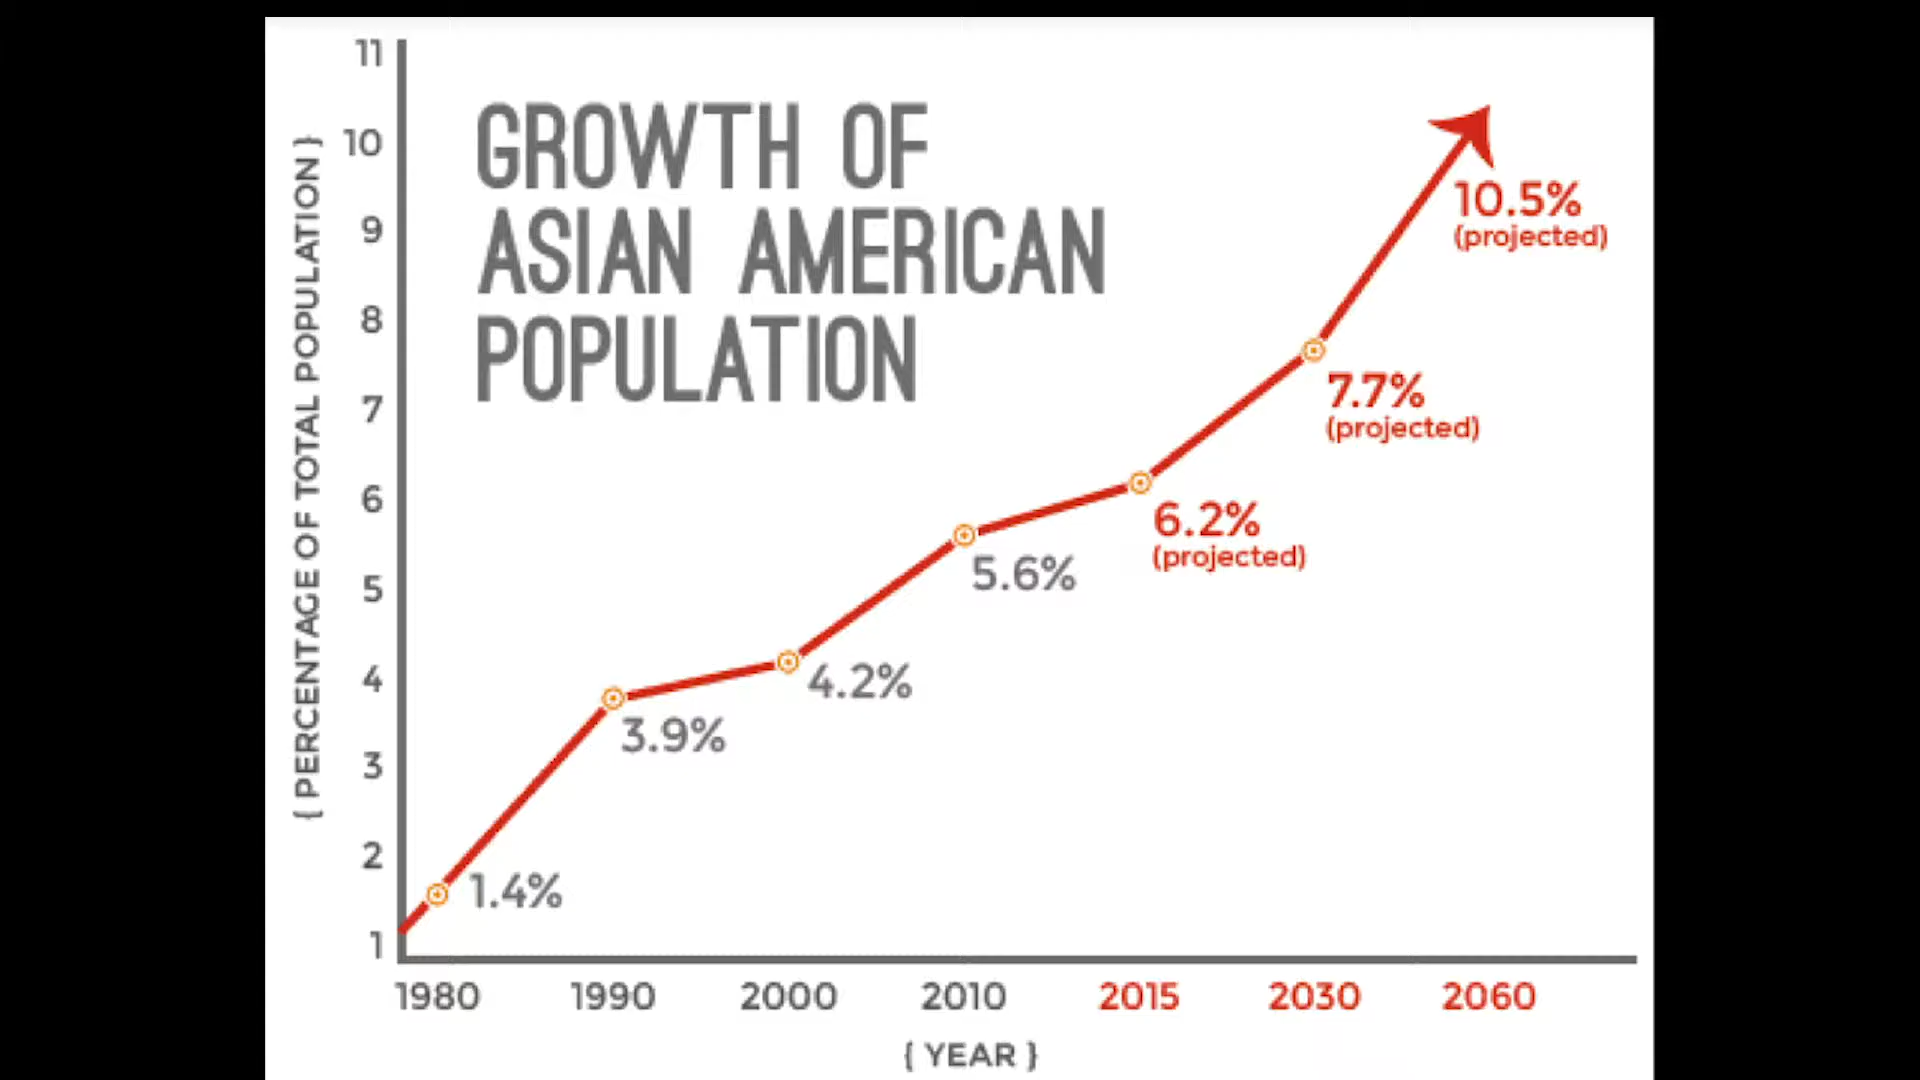 GROWTH OF
ASIAN AMERICAN
POPULATION
{ PERCENTAGE OF TOTAL POPULATION }
11
10
9
8
7
6
5
4
3
2
1
1.4%
3.9%
4.2%
5.6%
6.2%
(projected)
7.7%
(projected)
10.5%
(projected)
1980 1990 2000 2010 2015 2030 2060
{ YEAR }